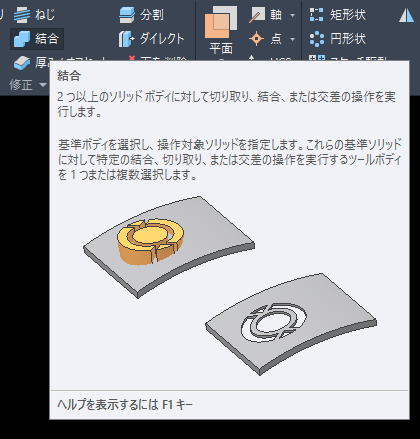 ねじ
分割
軸
矩形状
結合
ダイレクト
点
円形状
平面
修正
結合
2 つ以上のソリッド ボディに対して切り取り、結合、または交差の操作を実
行します。
基準ボディを選択し、操作対象ソリッドを指定します。これらの基準ソリッド
に対して特定の結合、切り取り、または交差の操作を実行するツールボディ
を 1 つまたは複数選択します。
ヘルプを表示するには F1 キー